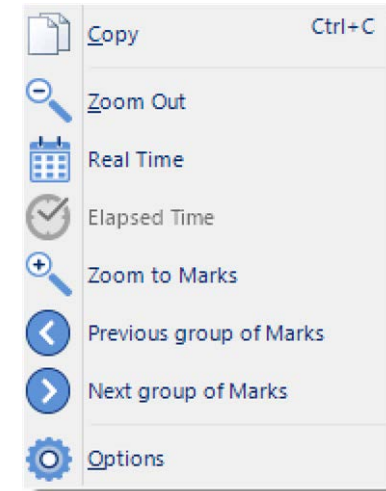 Copy Ctrl+C
Zoom Out
Real Time
Elapsed Time
Zoom to Marks
Previous group of Marks
Next group of Marks
Options